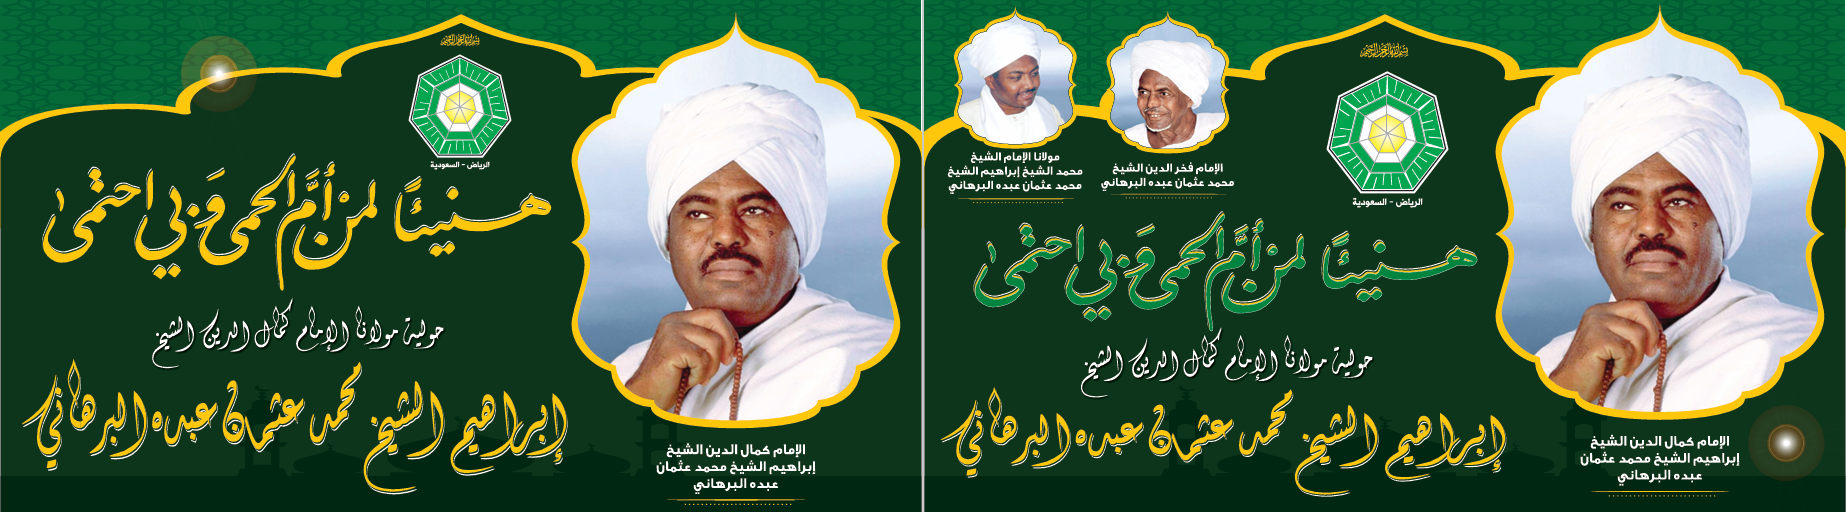 بسم الله الرحمن الرحيم
الرياض - السعودية
هنيئًا لمن أمَّ الحمى وَبي احتمىٰ
حولية مولانا الإمام كمال الدين الشيخ
إبراهيم الشيخ محمد عثمان عبده البرهاني
الإمام كمال الدين الشيخ
إبراهيم الشيخ محمد عثمان
عبده البرهاني
بسم الله الرحمن الرحيم
الرياض - السعودية
الإمام فخر الدين الشيخ
محمد عثمان عبده البرهاني
مولانا الإمام الشيخ
محمد الشيخ إبراهيم الشيخ
محمد عثمان عبده البرهاني
هنيئًا لمن أمَّ الحمى وَبي احتمىٰ
حولية مولانا الإمام كمال الدين الشيخ
إبراهيم الشيخ محمد عثمان عبده البرهاني
الإمام كمال الدين الشيخ
إبراهيم الشيخ محمد عثمان
عبده البرهاني